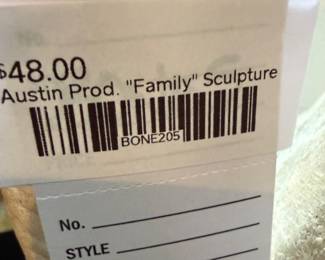 $48.00
Austin Prod. "Family" Sculpture
BONE205
No.
STYLE